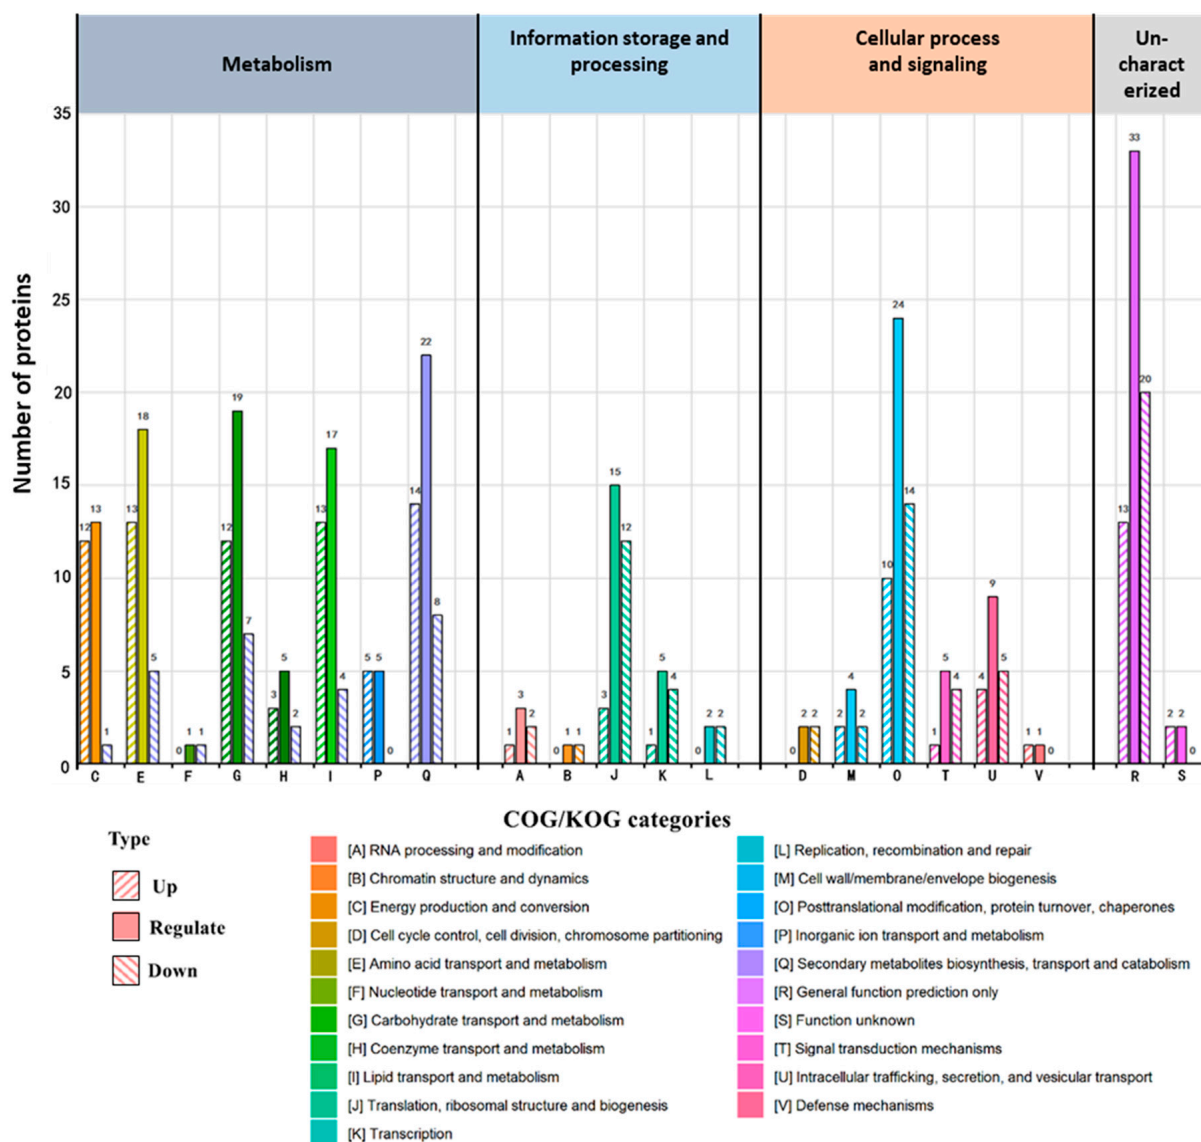 Metabolism
Information storage and
processing
Cellular process
and signaling
Un-
charact
erized
Number of proteins
35
30
25
20
15
10
5
0
12 13 1
13 18 5
0 1 1
12 19 7
3 5 2
13 17 4
5 5 0
14 22 8
1 3 2
0 1 1
3 15 12
1 5 4
0 2 2
0 2 2
2 4 2
10 24 14
1 5 4
4 9 5
1 1 0
13 33 20
2 2
C E F G H I P Q A B J K L D M O T U V R S
COG/KOG categories
Type
Up
Regulate
Down
[A] RNA processing and modification
[B] Chromatin structure and dynamics
[C] Energy production and conversion
[D] Cell cycle control, cell division, chromosome partitioning
[E] Amino acid transport and metabolism
[F] Nucleotide transport and metabolism
[G] Carbohydrate transport and metabolism
[H] Coenzyme transport and metabolism
[I] Lipid transport and metabolism
[J] Translation, ribosomal structure and biogenesis
[K] Transcription
[L] Replication, recombination and repair
[M] Cell wall/membrane/envelope biogenesis
[O] Posttranslational modification, protein turnover, chaperones
[P] Inorganic ion transport and metabolism
[Q] Secondary metabolites biosynthesis, transport and catabolism
[R] General function prediction only
[S] Function unknown
[T] Signal transduction mechanisms
[U] Intracellular trafficking, secretion, and vesicular transport
[V] Defense mechanisms